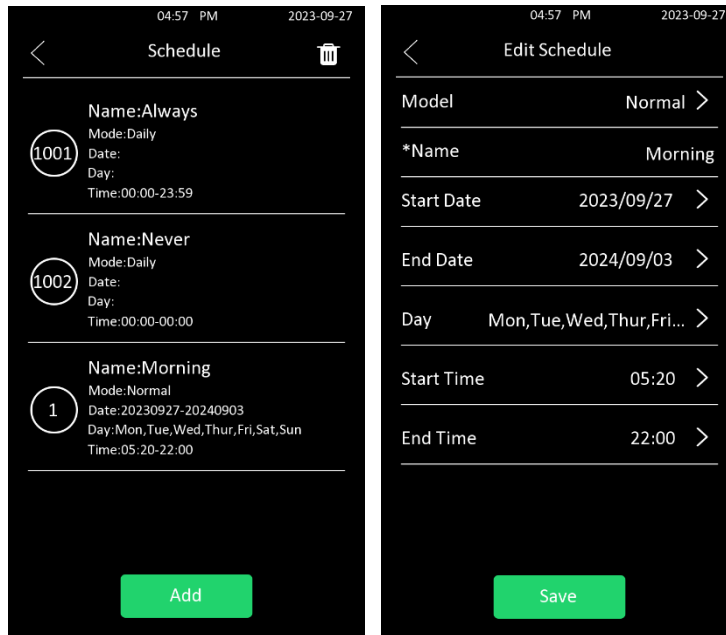 04:57 PM 2023-09-27
Schedule
Name:Always
Mode:Daily
1001
Date:
Day:
Time:00:00-23:59
Name:Never
Mode:Daily
1002
Date:
Day:
Time:00:00-00:00
Name:Morning
Mode:Normal
1
Date:20230927-20240903
Day:Mon,Tue,Wed,Thur,Fri,Sat,Sun
Time:05:20-22:00
Add
04:57 PM 2023-09-27
Edit Schedule
Model Normal
*Name Morning
Start Date 2023/09/27
End Date 2024/09/03
Day Mon,Tue,Wed,Thur,Fri...
Start Time 05:20
End Time 22:00
Save